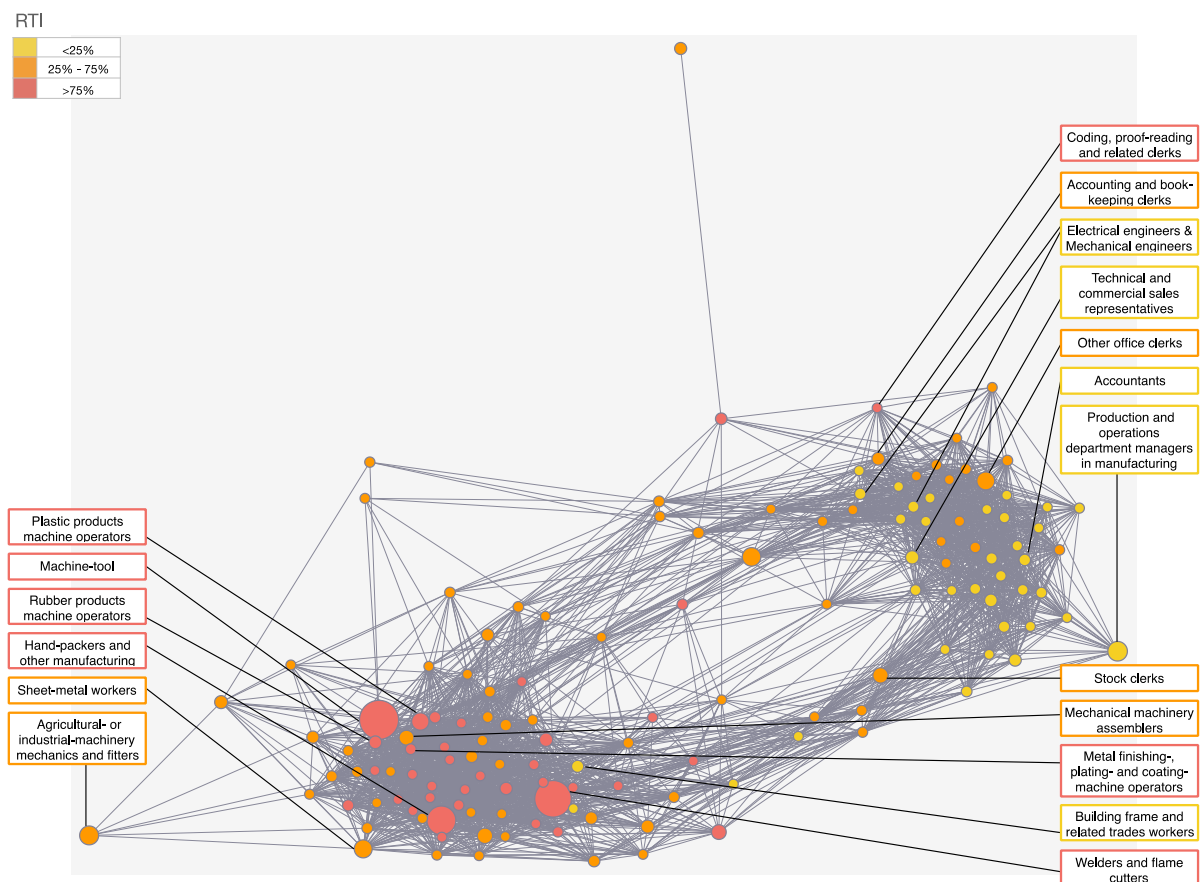 RTI
<25%
25% - 75%
>75%
Coding, proof-reading
and related clerks
Accounting and book-
keeping clerks
Electrical engineers &
Mechanical engineers
Technical and
commercial sales
representatives
Other office clerks
Accountants
Production and
operations
department managers
in manufacturing
Plastic products
machine operators
Machine-tool
Rubber products
machine operators
Hand-packers and
other manufacturing
Sheet-metal workers
Agricultural- or
industrial-machinery
mechanics and fitters
Stock clerks
Mechanical machinery
assemblers
Metal finishing-,
plating- and coating-
machine operators
Building frame and
related trades workers
Welders and flame
cutters